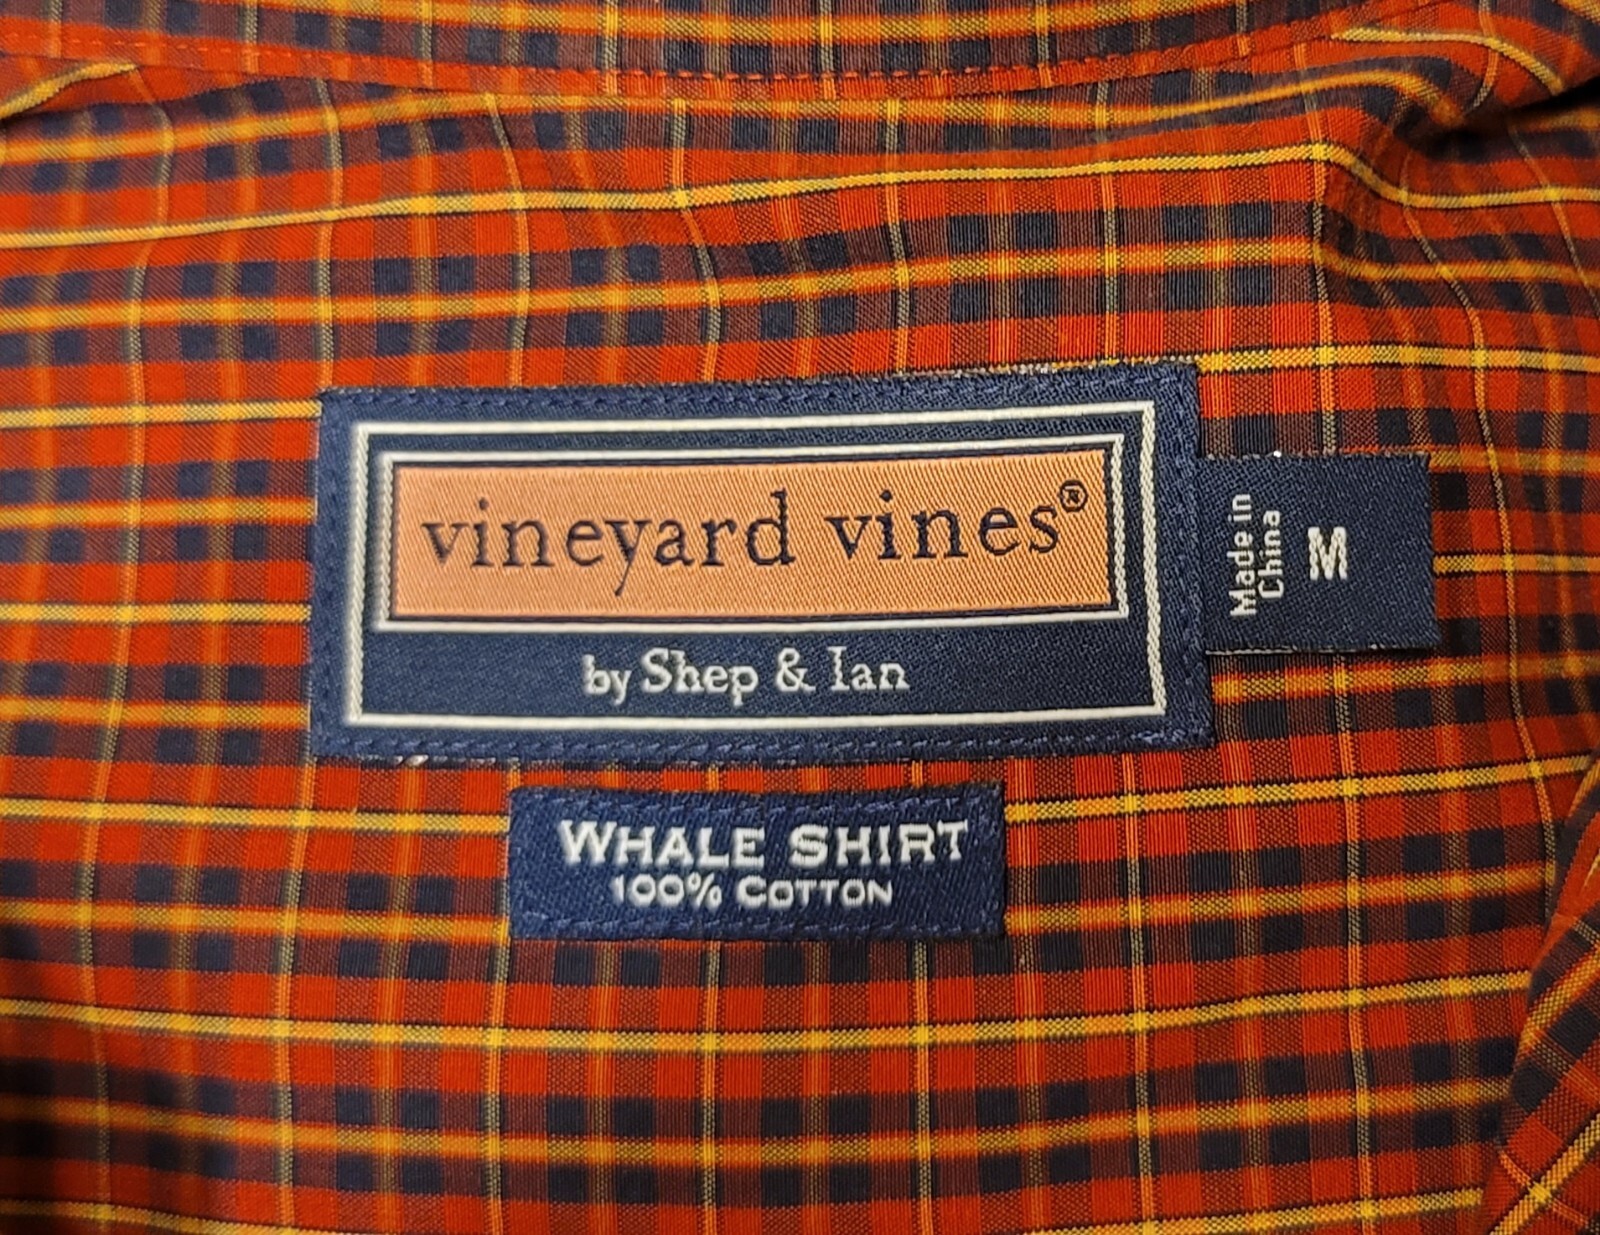 vineyard vines®
by Shep & Ian
Made in
China
M
WHALE SHIRT
100% COTTON